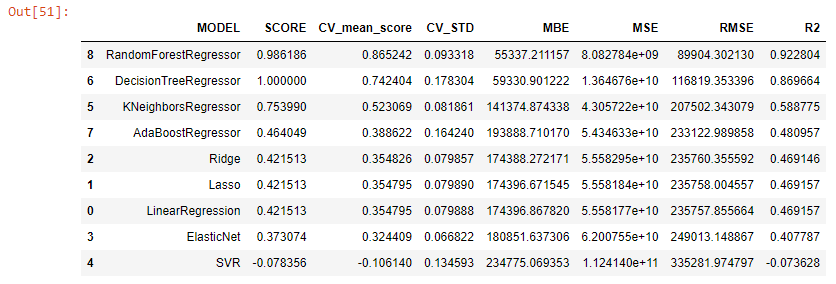 Out[51]:
MODEL SCORE CV_mean_score CV_STD MBE MSE RMSE R2
8 RandomForestRegressor 0.986186 0.865242 0.093318 55337.211157 8.082784e+09 89904.302130 0.922804
6 DecisionTreeRegressor 1.000000 0.742404 0.178304 59330.901222 1.364676e+10 116819.353396 0.869664
5 KNeighborsRegressor 0.753990 0.523069 0.081861 141374.874338 4.305722e+10 207502.343079 0.588775
7 AdaBoostRegressor 0.464049 0.388622 0.164240 193888.710170 5.434633e+10 233122.989858 0.480957
2 Ridge 0.421513 0.354826 0.079857 174388.272171 5.558295e+10 235760.355592 0.469146
1 Lasso 0.421513 0.354795 0.079890 174396.671545 5.558184e+10 235758.004557 0.469157
0 LinearRegression 0.421513 0.354795 0.079888 174396.867820 5.558177e+10 235757.855664 0.469157
3 ElasticNet 0.373074 0.324409 0.066822 180851.637306 6.200755e+10 249013.148867 0.407787
4 SVR -0.078356 -0.106140 0.134593 234775.069353 1.124140e+11 335281.974797 -0.073628